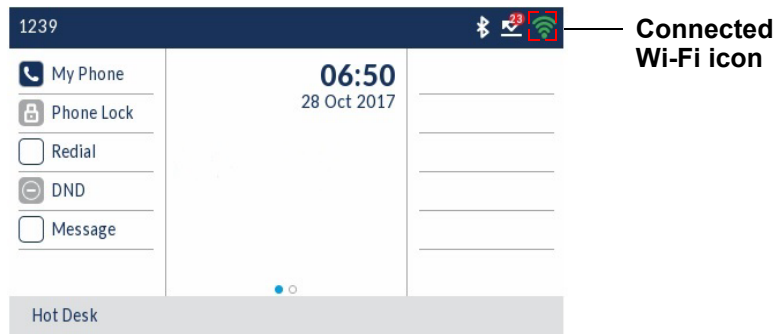 1239
23
Connected
Wi-Fi icon
My Phone
06:50
28 Oct 2017
Phone Lock
Redial
DND
Message
Hot Desk